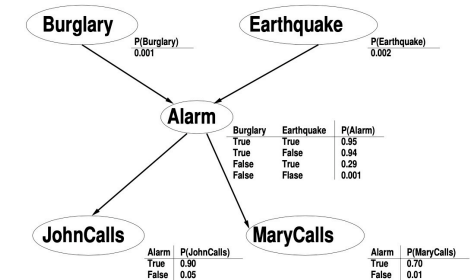 Burglary
P(Burglary)
0.001
Earthquake
P(Earthquake)
0.002
Alarm
Burglary Earthquake P(Alarm)
True True 0.95
True False 0.94
False True 0.29
False Flase 0.001
JohnCalls
Alarm P(JohnCalls)
True 0.90
False 0.05
MaryCalls
Alarm P(MaryCalls)
True 0.70
False 0.01